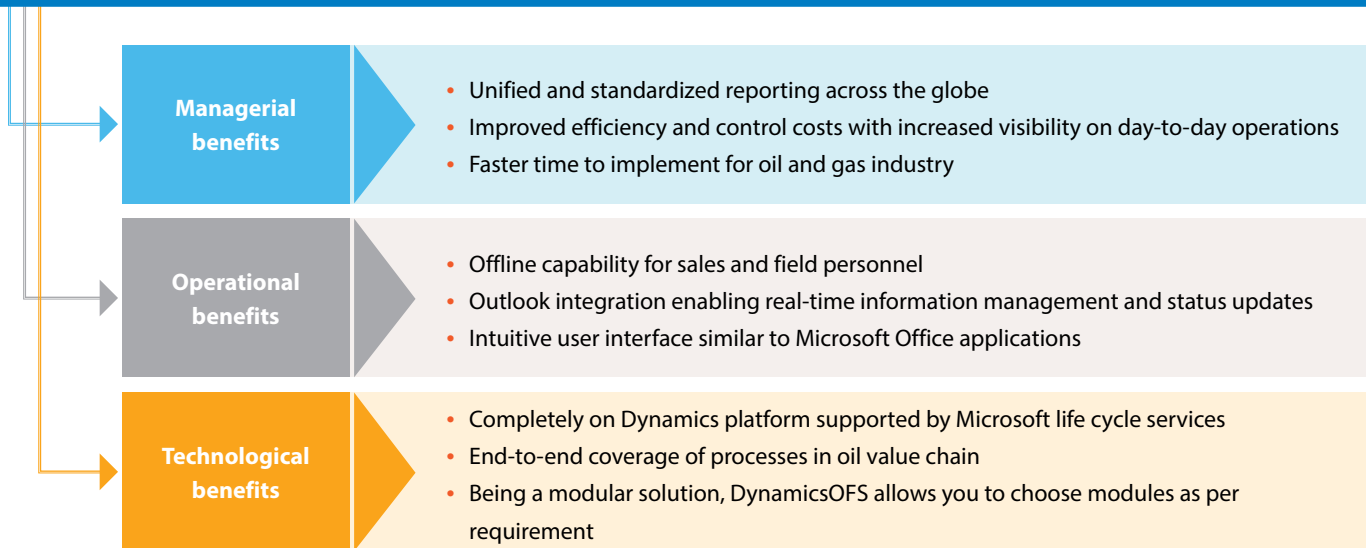 Managerial
benefits
• Unified and standardized reporting across the globe
• Improved efficiency and control costs with increased visibility on day-to-day operations
• Faster time to implement for oil and gas industry
Operational
benefits
• Offline capability for sales and field personnel
• Outlook integration enabling real-time information management and status updates
• Intuitive user interface similar to Microsoft Office applications
Technological
benefits
• Completely on Dynamics platform supported by Microsoft life cycle services
• End-to-end coverage of processes in oil value chain
• Being a modular solution, DynamicsOFS allows you to choose modules as per
requirement